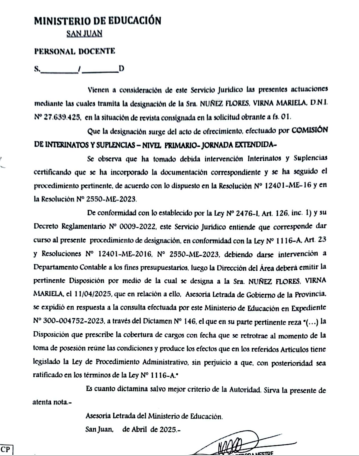 MINISTERIO DE EDUCACIÓN
SAN JUAN
PERSONAL DOCENTE
S.________/________D
Vienen a consideración de este Servicio Jurídico las presentes actuaciones
mediante las cuales tramita la designación de la Sra. NUÑEZ FLORES, VIRNA MARIELA, D.N.I.
N° 27.639.425, en la situación de revista consignada en la solicitud obrante a fs. 01.
Que la designación surge del acto de ofrecimiento, efectuado por COMISIÓN
DE INTERINATOS Y SUPLENCIAS – NIVEL PRIMARIO- JORNADA EXTENDIDA-.
Se observa que ha tomado debida intervención Interinatos y Suplencias
certificando que se ha incorporado la documentación correspondiente y se ha seguido el
procedimiento pertinente, de acuerdo con lo dispuesto en la Resolución N° 12401-ME-16 y en
la Resolución N° 2550-ME-2023.
De conformidad con lo establecido por la Ley N° 2476-I, Art. 126, inc. 1) y su
Decreto Reglamentario N° 0009-2022, este Servicio Jurídico entiende que corresponde dar
curso al presente procedimiento de designación, en conformidad con la Ley N° 1116-A, Art. 23
y Resoluciones N° 12401-ME-2016, N° 2550-ME-2023, debiendo darse intervención a
Departamento Contable a los fines presupuestarios, luego la Dirección del Área deberá emitir la
pertinente Disposición por medio de la cual se designa a la Sra. NUÑEZ FLORES, VIRNA
MARIELA, el 11/04/2025, que en relación a ello, Asesoría Letrada de Gobierno de la Provincia,
se expidió en respuesta a la consulta efectuada por este Ministerio de Educación en Expediente
N° 300-004752-2023, a través del Dictamen N° 146, el que en su parte pertinente reza "(...) la
Disposición que prescribe la cobertura de cargos con fecha que se retrotrae al momento de la
toma de posesión reúne las condiciones y produce los efectos que en los referidos Artículos tiene
legislado la Ley de Procedimiento Administrativo, sin perjuicio a que, con posterioridad sea
ratificado en los términos de la Ley N° 1116-A."
Es cuanto dictamina salvo mejor criterio de la Autoridad. Sirva la presente de
atenta nota.-
Asesoría Letrada del Ministerio de Educación.
San Juan, de Abril de 2025.-
CP